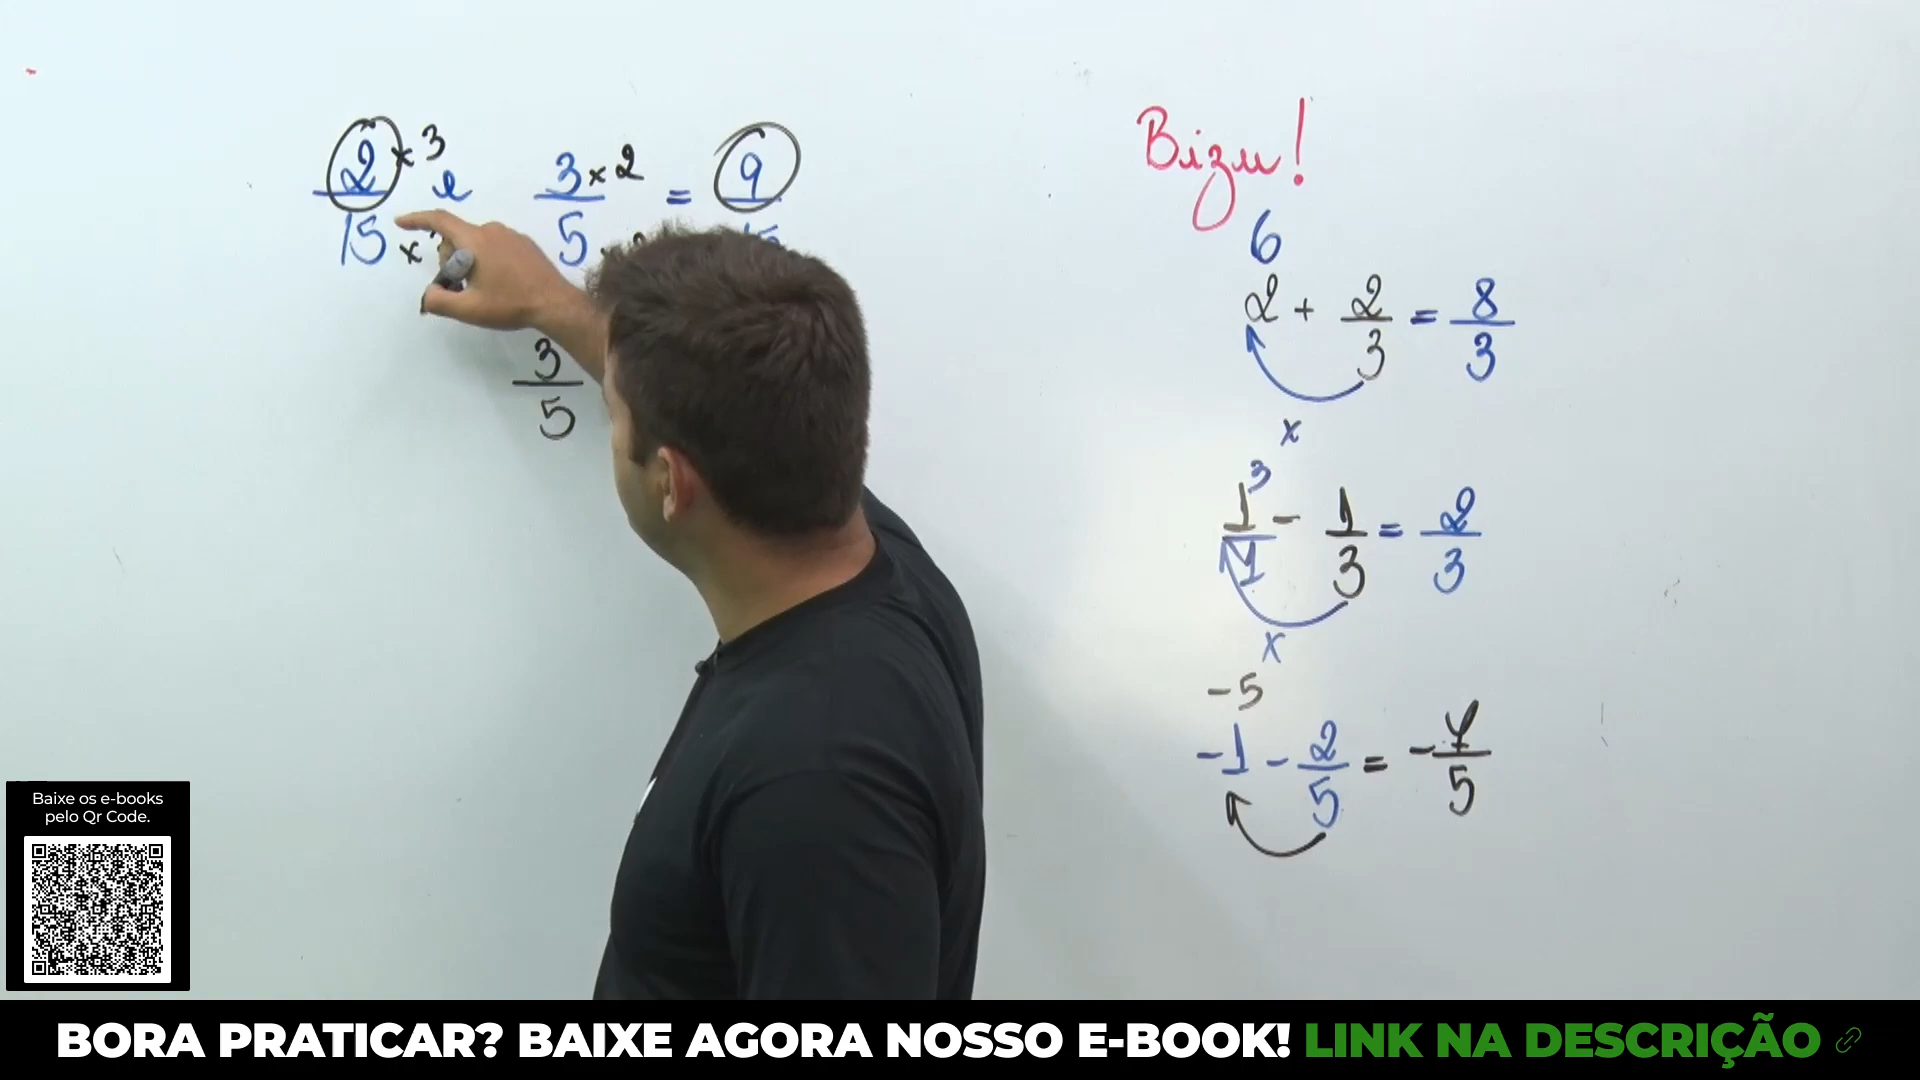 2 × 3 e 3 × 2 = 9
15 × 5
3
5
Bizu!
6
2 + 2/3 = 8/3
x
3
1/1 - 1/3 = 2/3
x
-5
-1 - 2/5 = -7/5
Baixe os e-books
pelo Qr Code.
BORA PRATICAR? BAIXE AGORA NOSSO E-BOOK! LINK NA DESCRIÇÃO